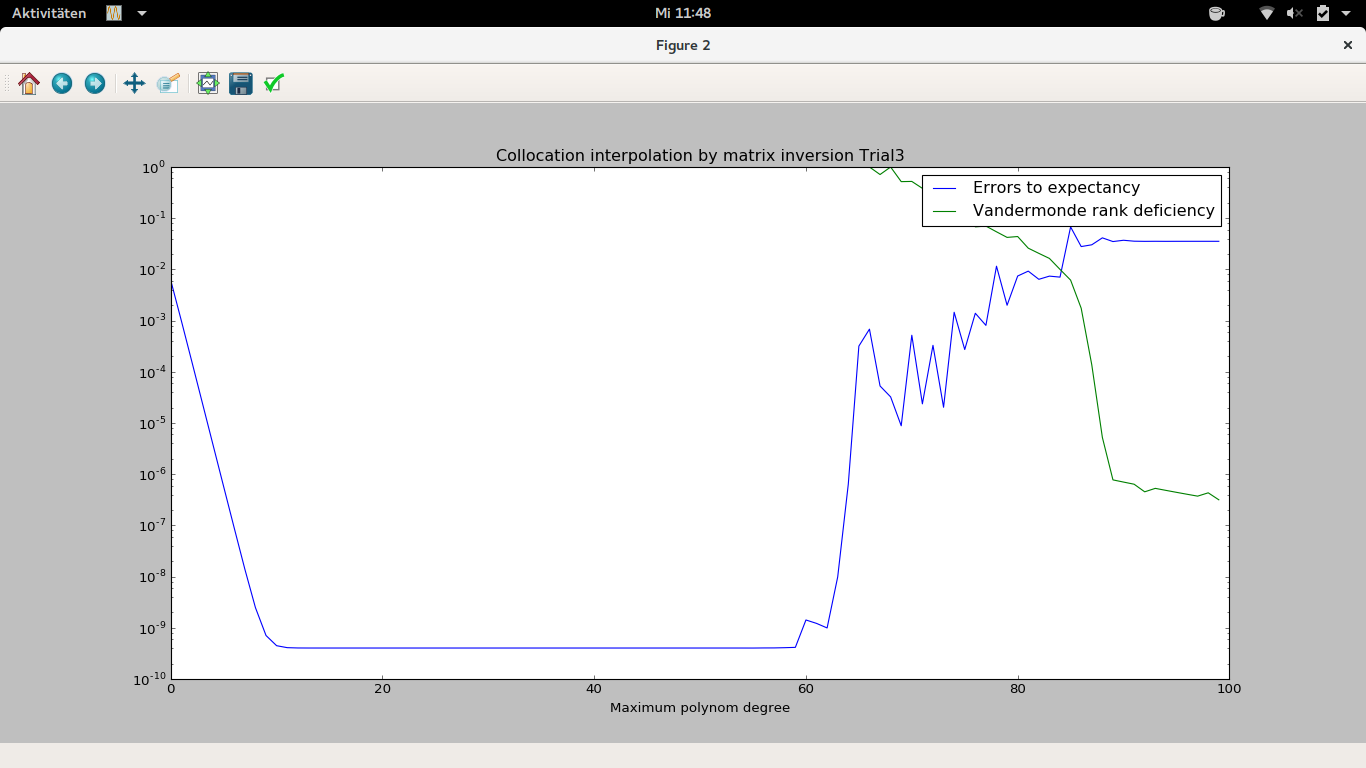 Aktivitäten
Mi 11:48
Figure 2
Collocation interpolation by matrix inversion Trial3
Errors to expectancy
Vandermonde rank deficiency
10^0
10^-1
10^-2
10^-3
10^-4
10^-5
10^-6
10^-7
10^-8
10^-9
10^-10
0 20 40 60 80 100
Maximum polynom degree